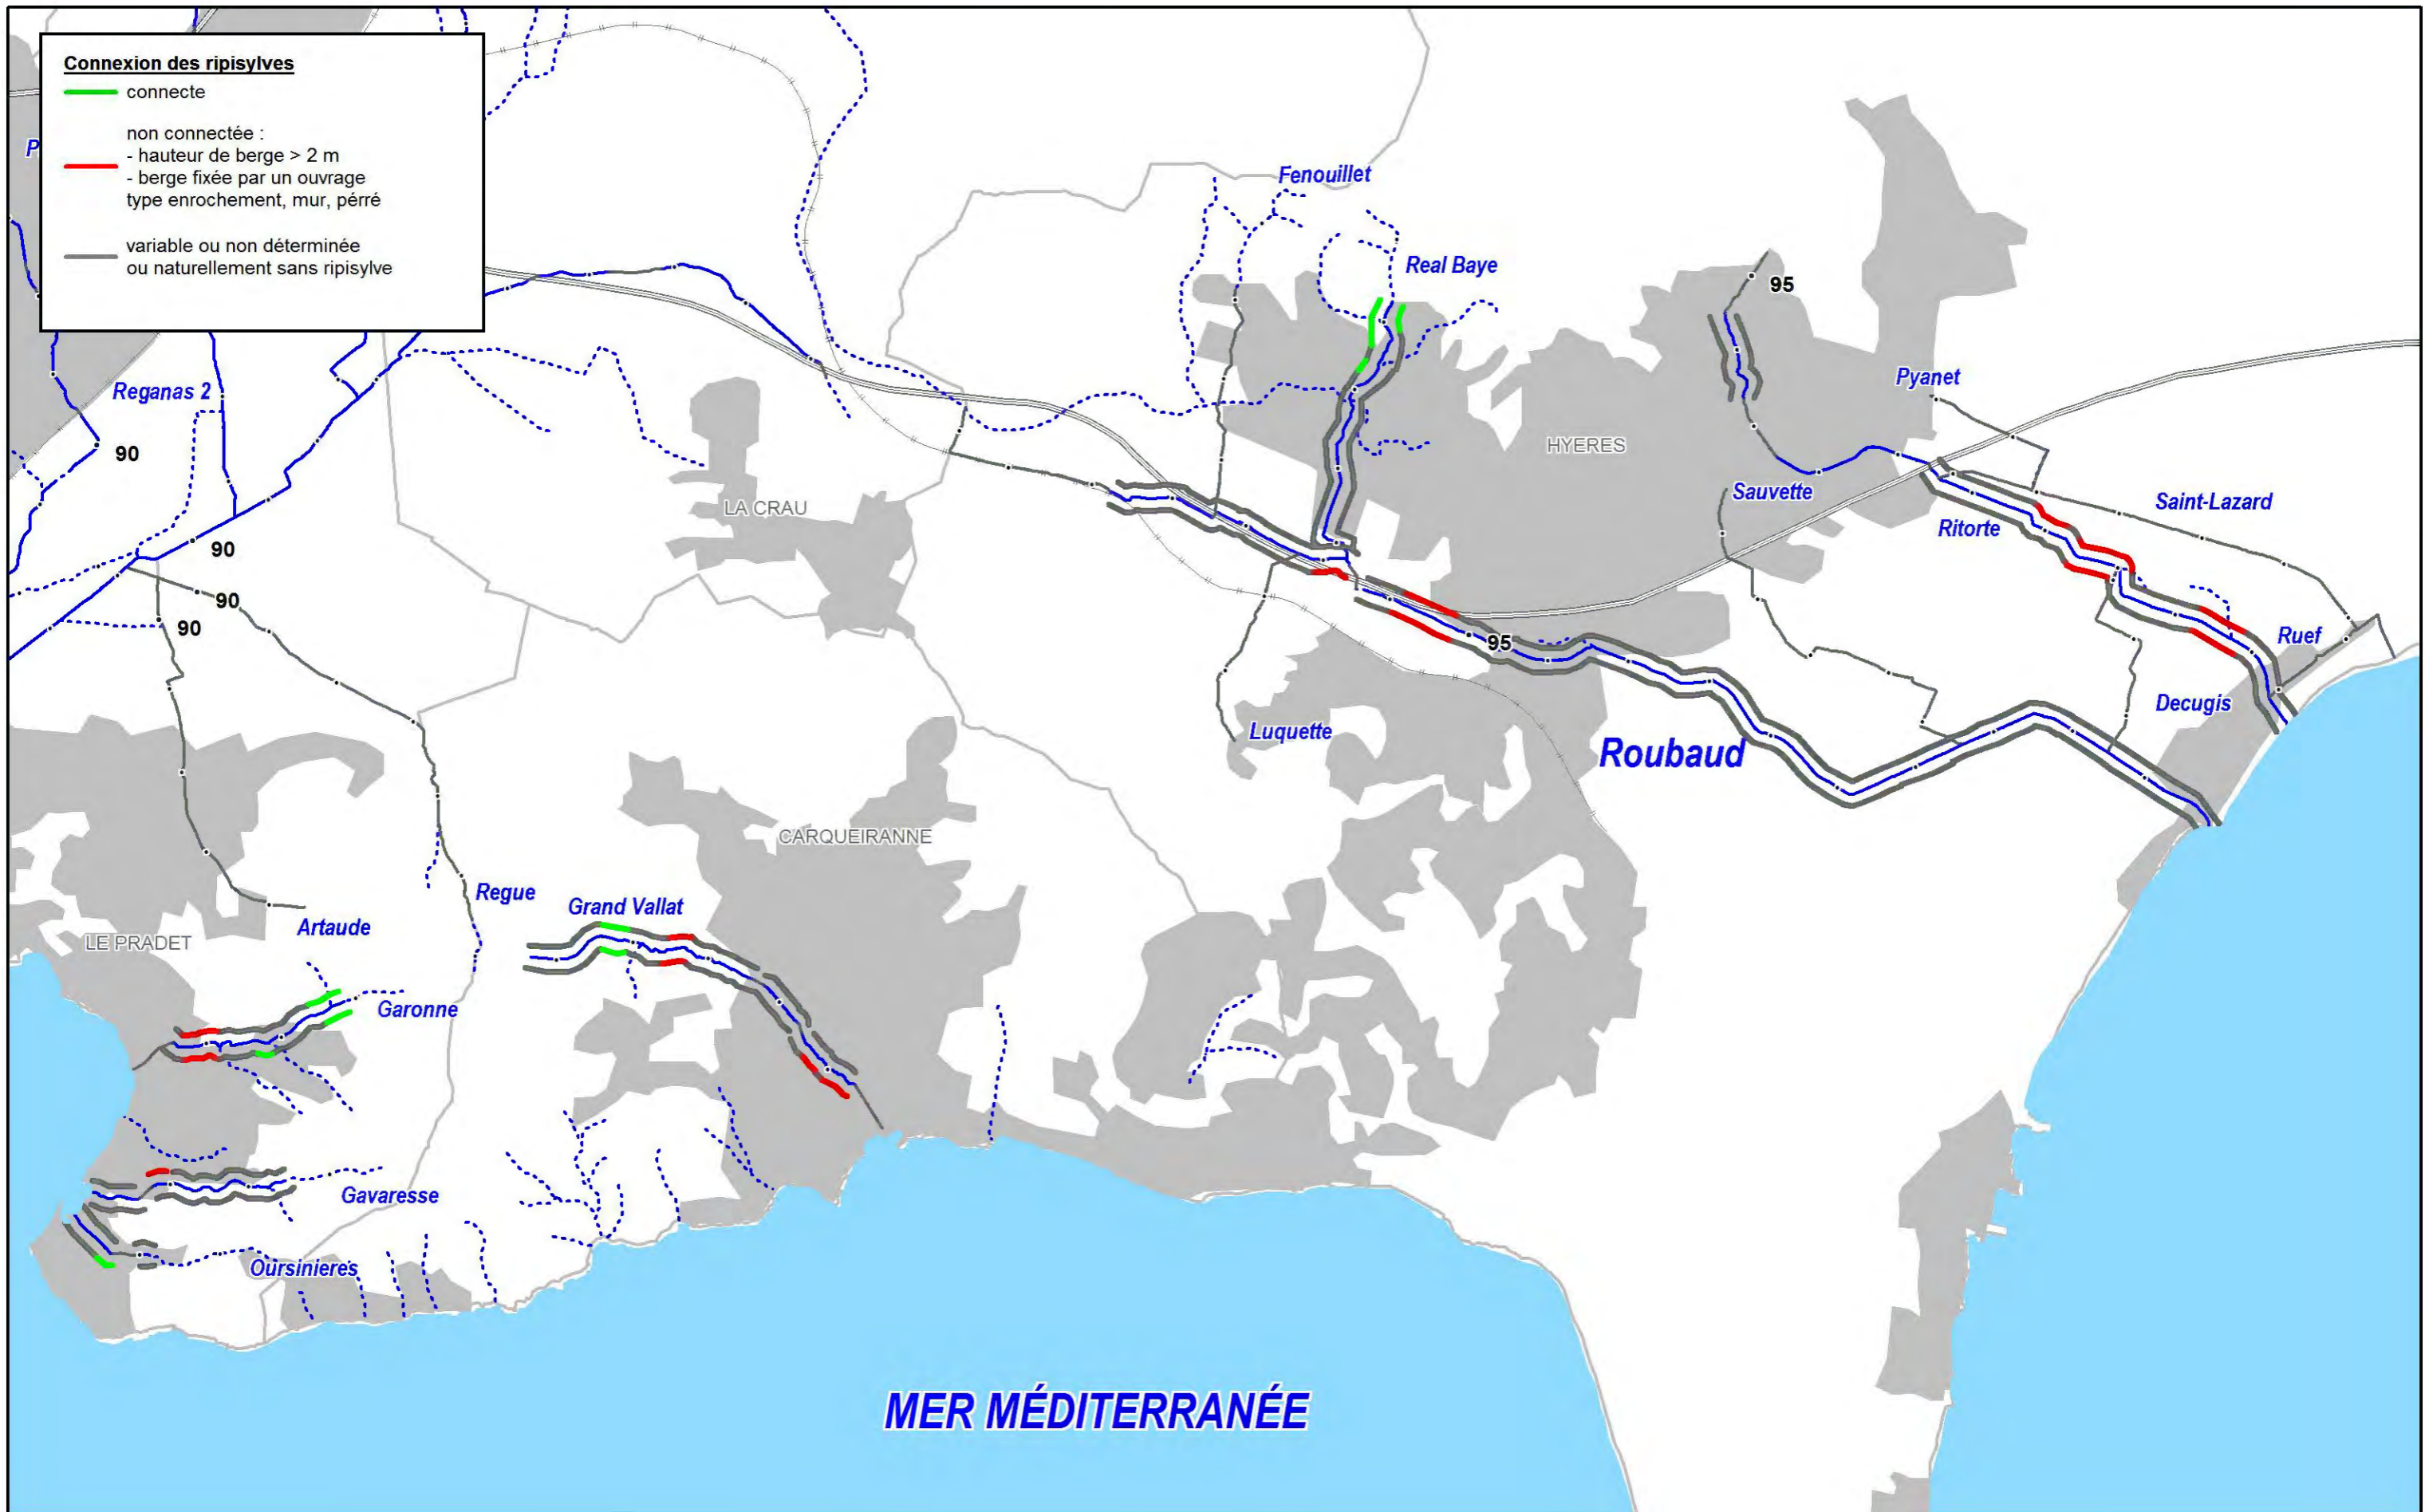 Connexion des ripisylves
connecte
non connectée :
- hauteur de berge > 2 m
- berge fixée par un ouvrage
type enrochement, mur, pérré
variable ou non déterminée
ou naturellement sans ripisylve
P
Fenouillet
Real Baye
95
Pyanet
Reganas 2
90
HYERES
Sauvette
Saint-Lazard
LA CRAU
Ritorte
90
90
90
95
Ruef
Decugis
Luquette
Roubaud
CARQUEIRANNE
Regue
Grand Vallat
Artaude
LE PRADET
Garonne
Gavaresse
Oursinieres
MER MÉDITERRANÉE